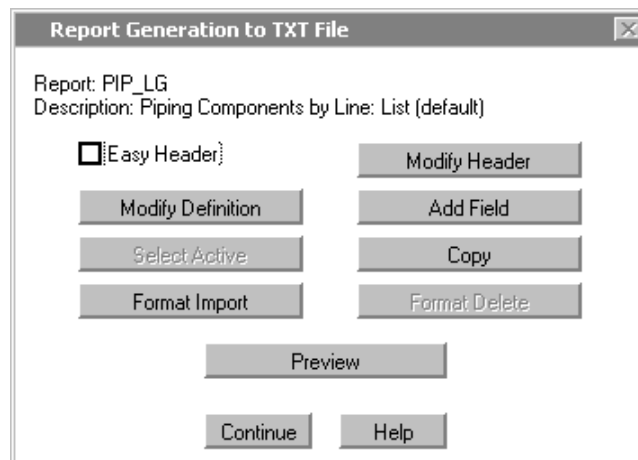 Report Generation to TXT File
Report: PIP_LG
Description: Piping Components by Line: List (default)
Easy Header
Modify Header
Modify Definition
Add Field
Select Active
Copy
Format Import
Format Delete
Preview
Continue
Help